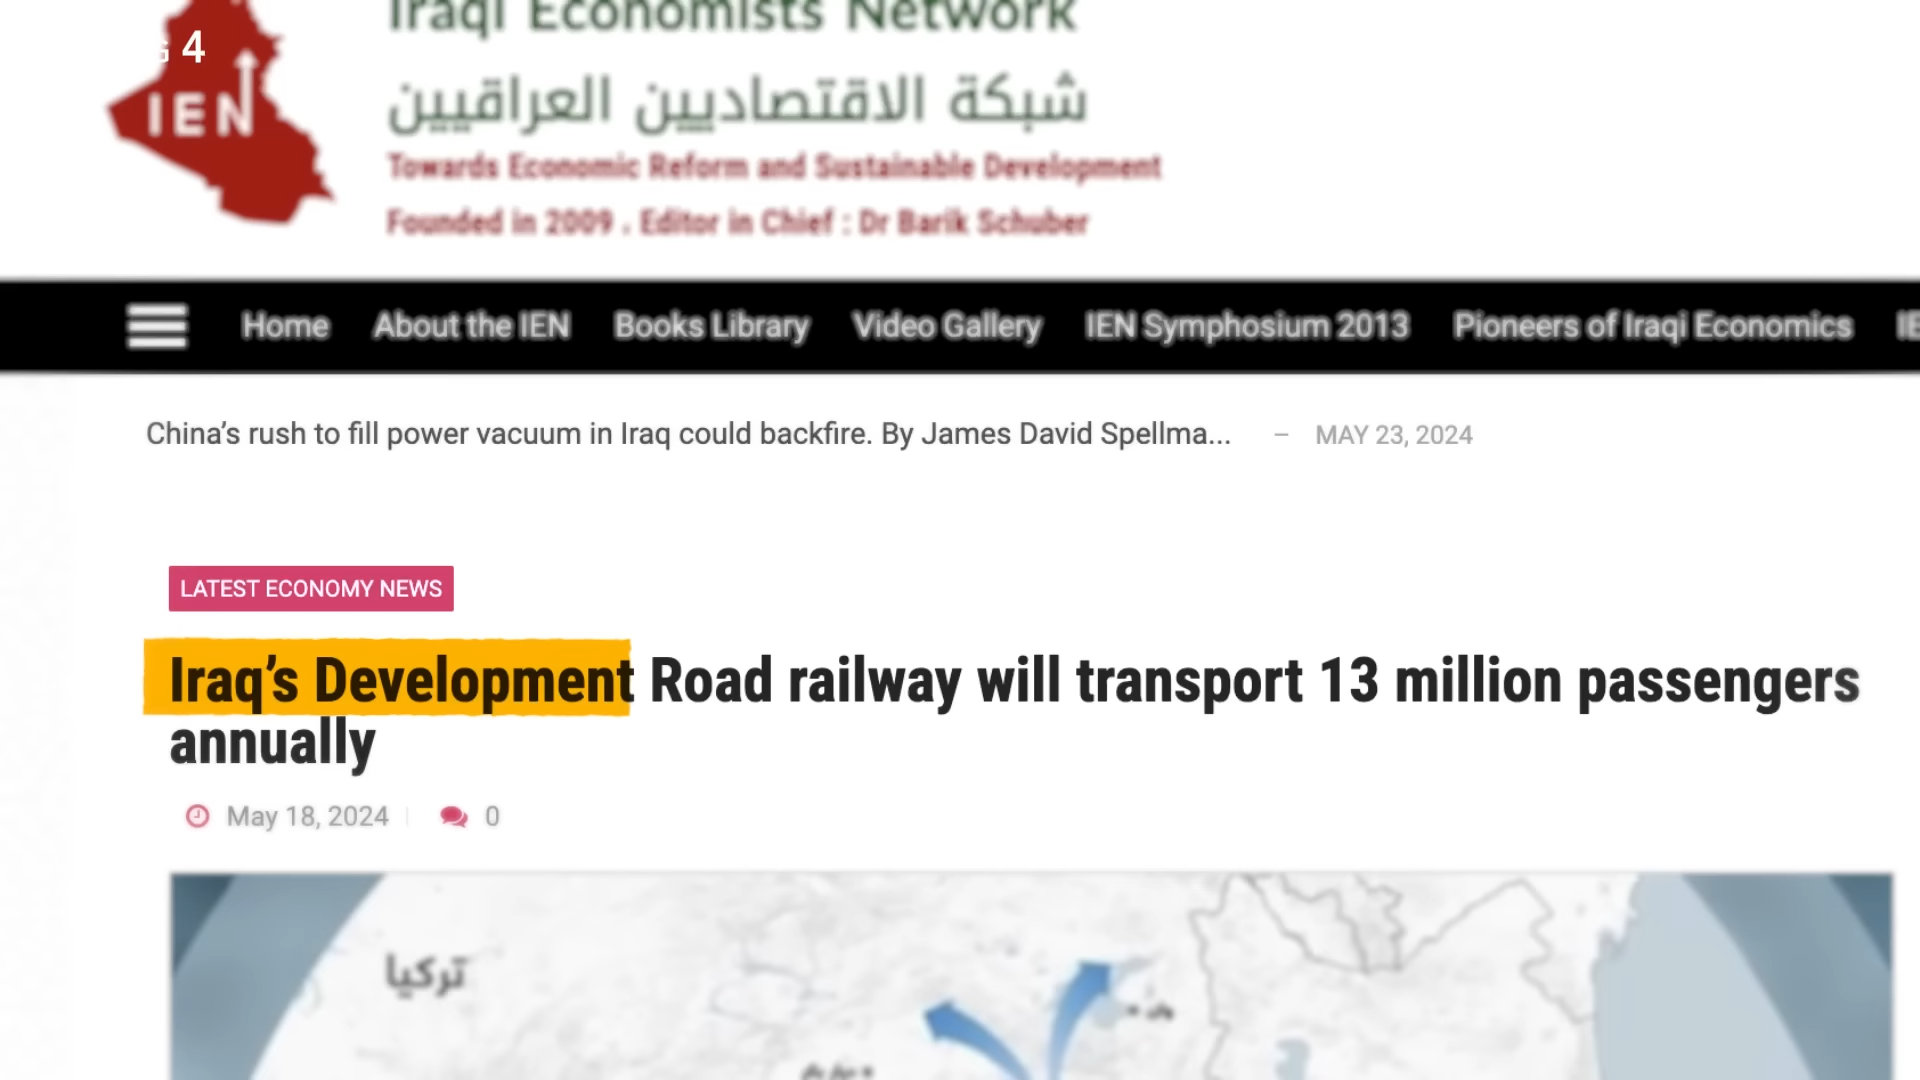 4
IEN
Iraqi Economists Network
شبكة الاقتصاديين العراقيين
Towards Economic Reform and Sustainable Development
Founded in 2009 . Editor in Chief : Dr Barik Schuber
Home About the IEN Books Library Video Gallery IEN Symposium 2013 Pioneers of Iraqi Economics
China’s rush to fill power vacuum in Iraq could backfire. By James David Spellma... – MAY 23, 2024
LATEST ECONOMY NEWS
Iraq’s Development Road railway will transport 13 million passengers
annually
May 18, 2024 0
تركيا